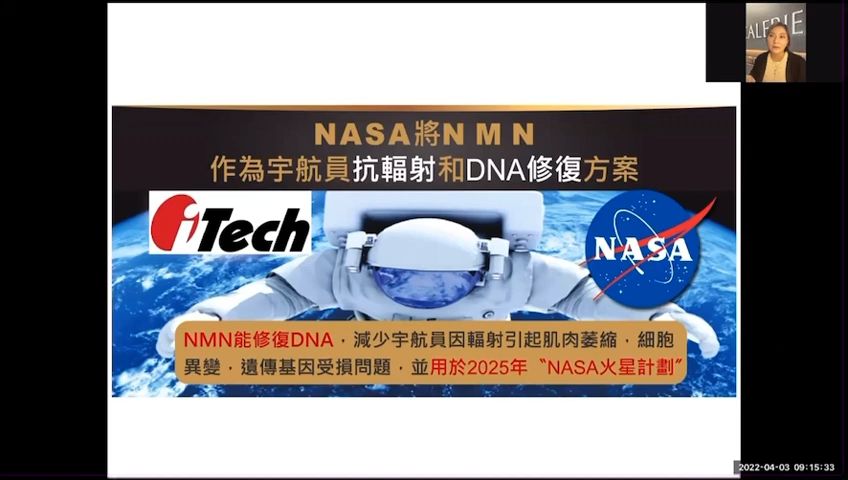 NASA將N M N
作為宇航員抗輻射和DNA修復方案
iTech
NASA
NMN能修復DNA，減少宇航員因輻射引起肌肉萎縮，細胞
異變，遺傳基因受損問題，並用於2025年〝NASA火星計劃〞
2022-04-03 09:15:33